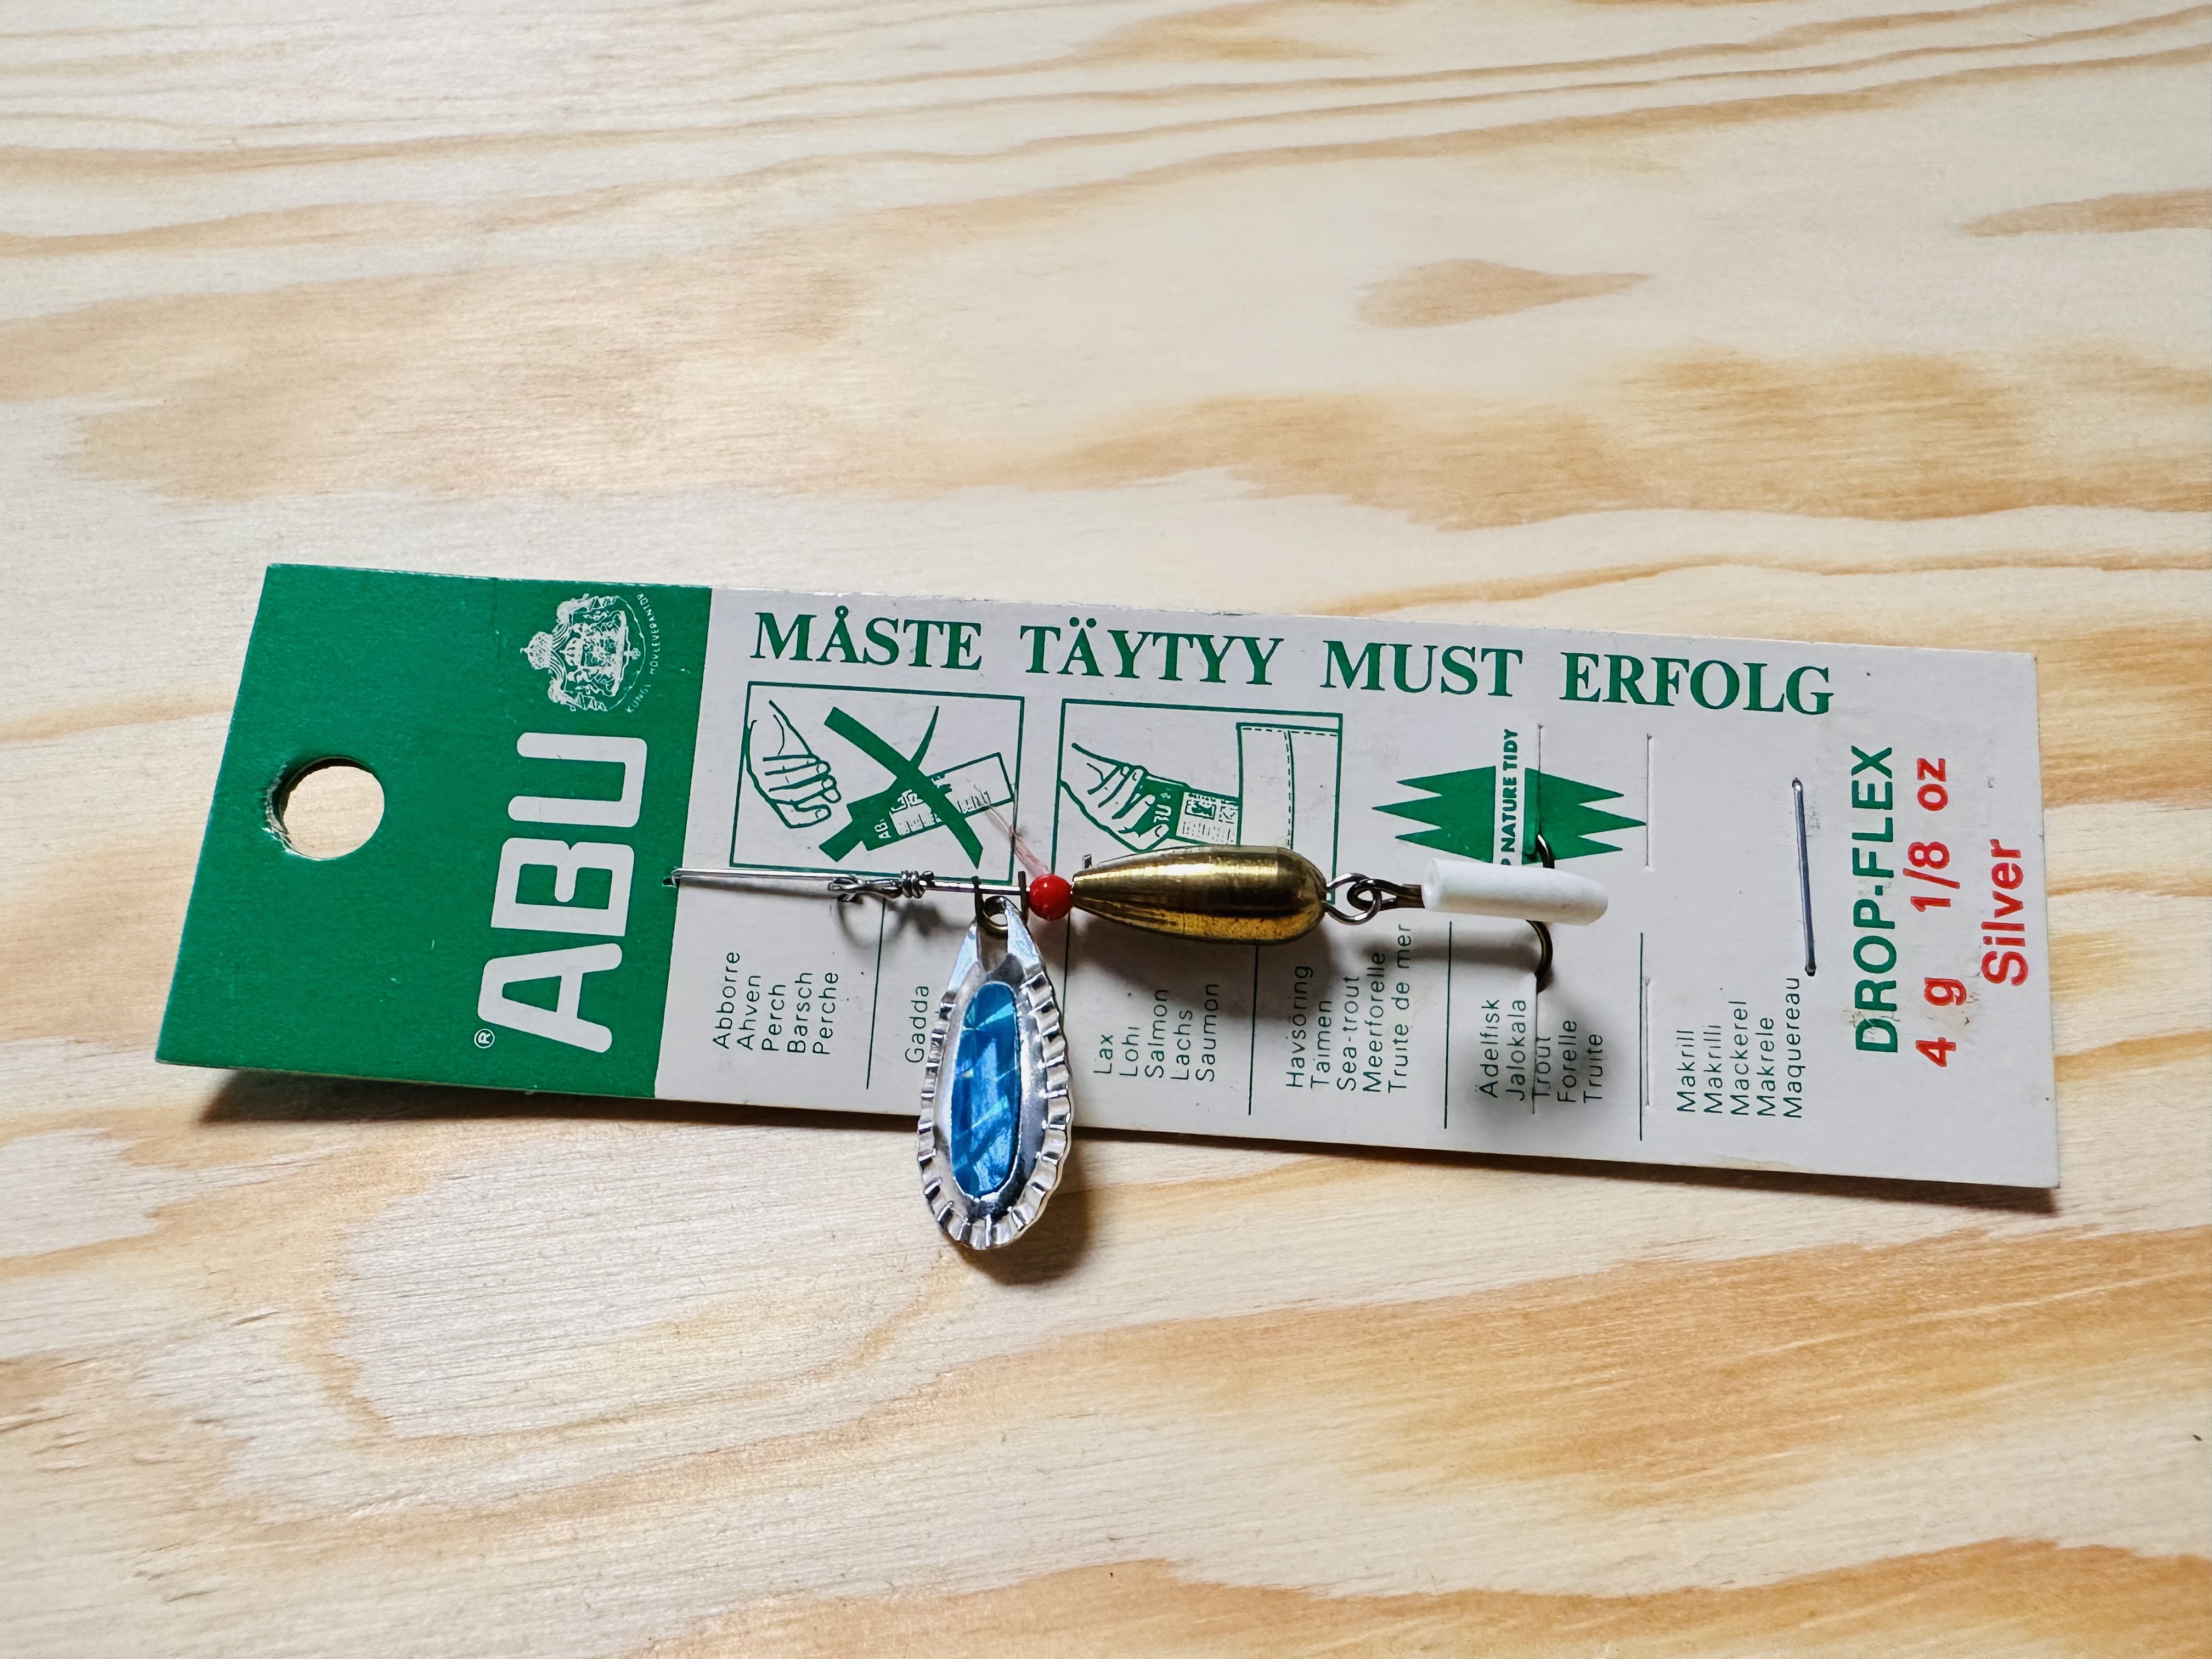 ABU
®
KUNGL HOVLEVERANTÖR
MÅSTE TÄYTYY MUST ERFOLG
NATURE TIDY
Abborre
Ahven
Perch
Barsch
Perche
Gädda
Lax
Lohi
Salmon
Lachs
Saumon
Havsöring
Taimen
Sea-trout
Meerforelle
Truite de mer
Ädelfisk
Jalokala
Trout
Forelle
Truite
Makrill
Makrilli
Mackerel
Makrele
Maquereau
DROP-FLEX
4 g 1/8 oz
Silver